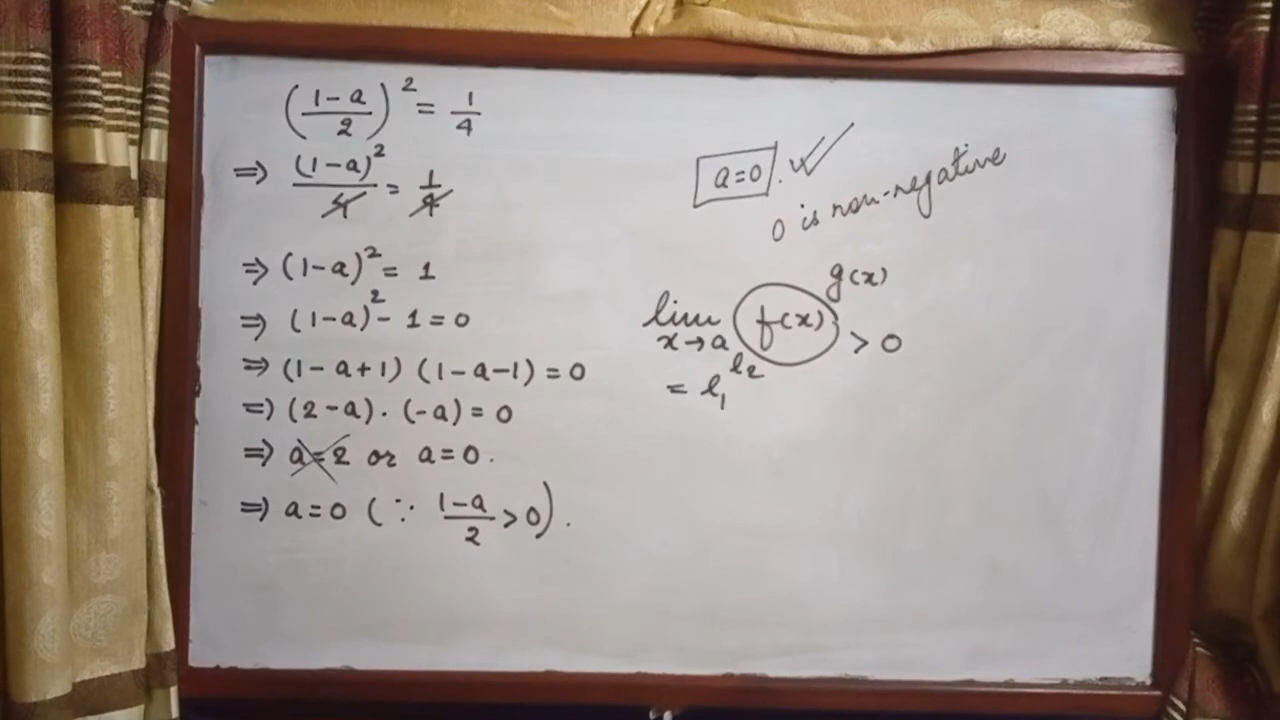 ((1-a)/2)² = 1/4
⇒ (1-a)²/4 = 1/4
⇒ (1-a)² = 1
⇒ (1-a)² - 1 = 0
⇒ (1-a+1) (1-a-1) = 0
⇒ (2-a). (-a) = 0
⇒ a=2 or a=0.
⇒ a=0 (∵ (1-a)/2 > 0).
a=0. ✓
0 is non-negative
lim x→a f(x)^g(x) > 0
= l₁^l₂